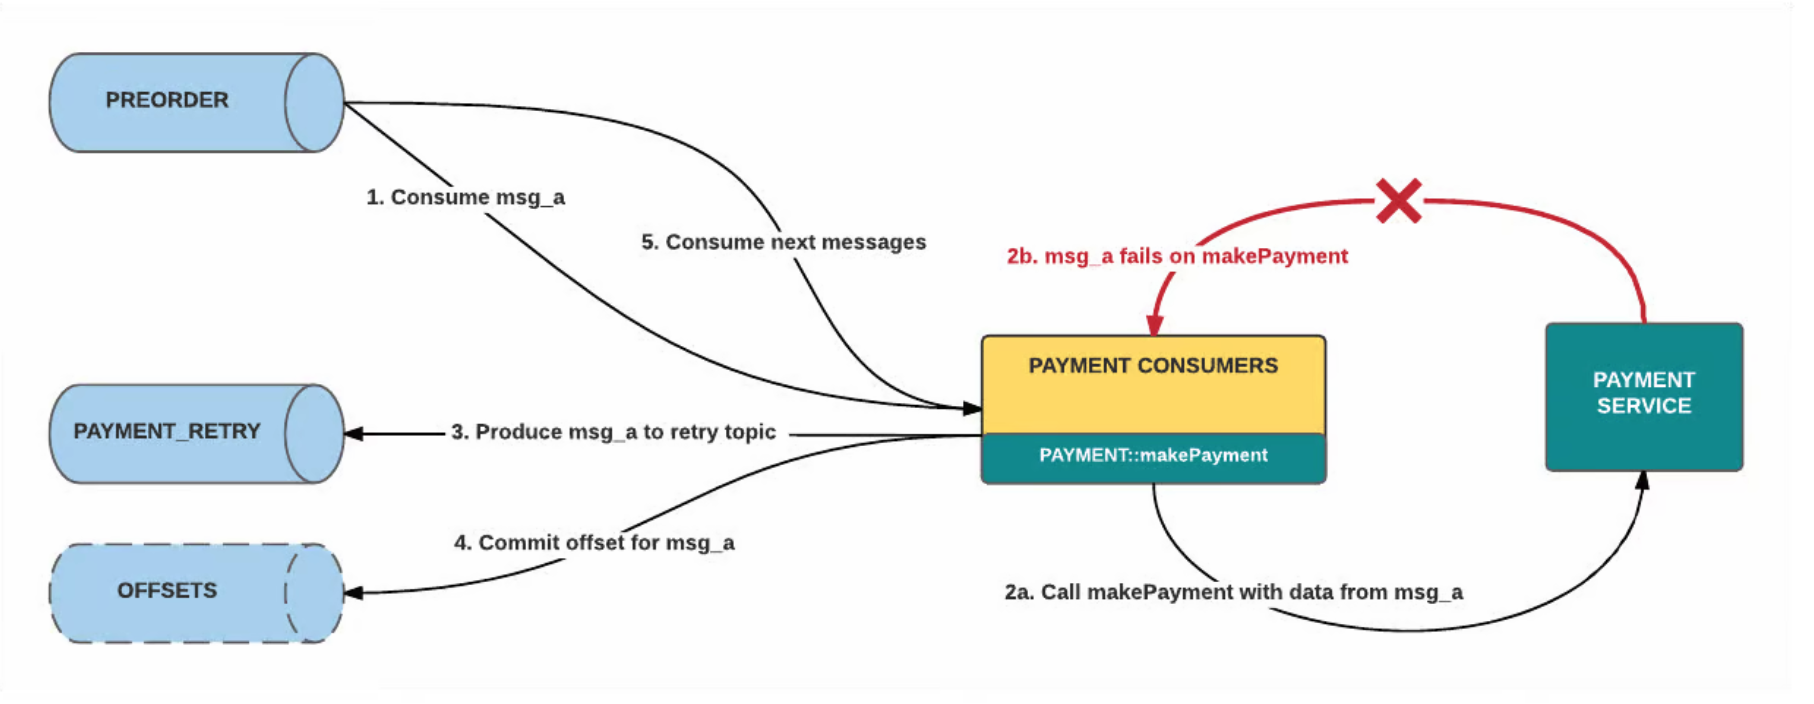 PREORDER
1. Consume msg_a
5. Consume next messages
2b. msg_a fails on makePayment
PAYMENT CONSUMERS
PAYMENT
SERVICE
PAYMENT_RETRY
3. Produce msg_a to retry topic
PAYMENT::makePayment
4. Commit offset for msg_a
OFFSETS
2a. Call makePayment with data from msg_a